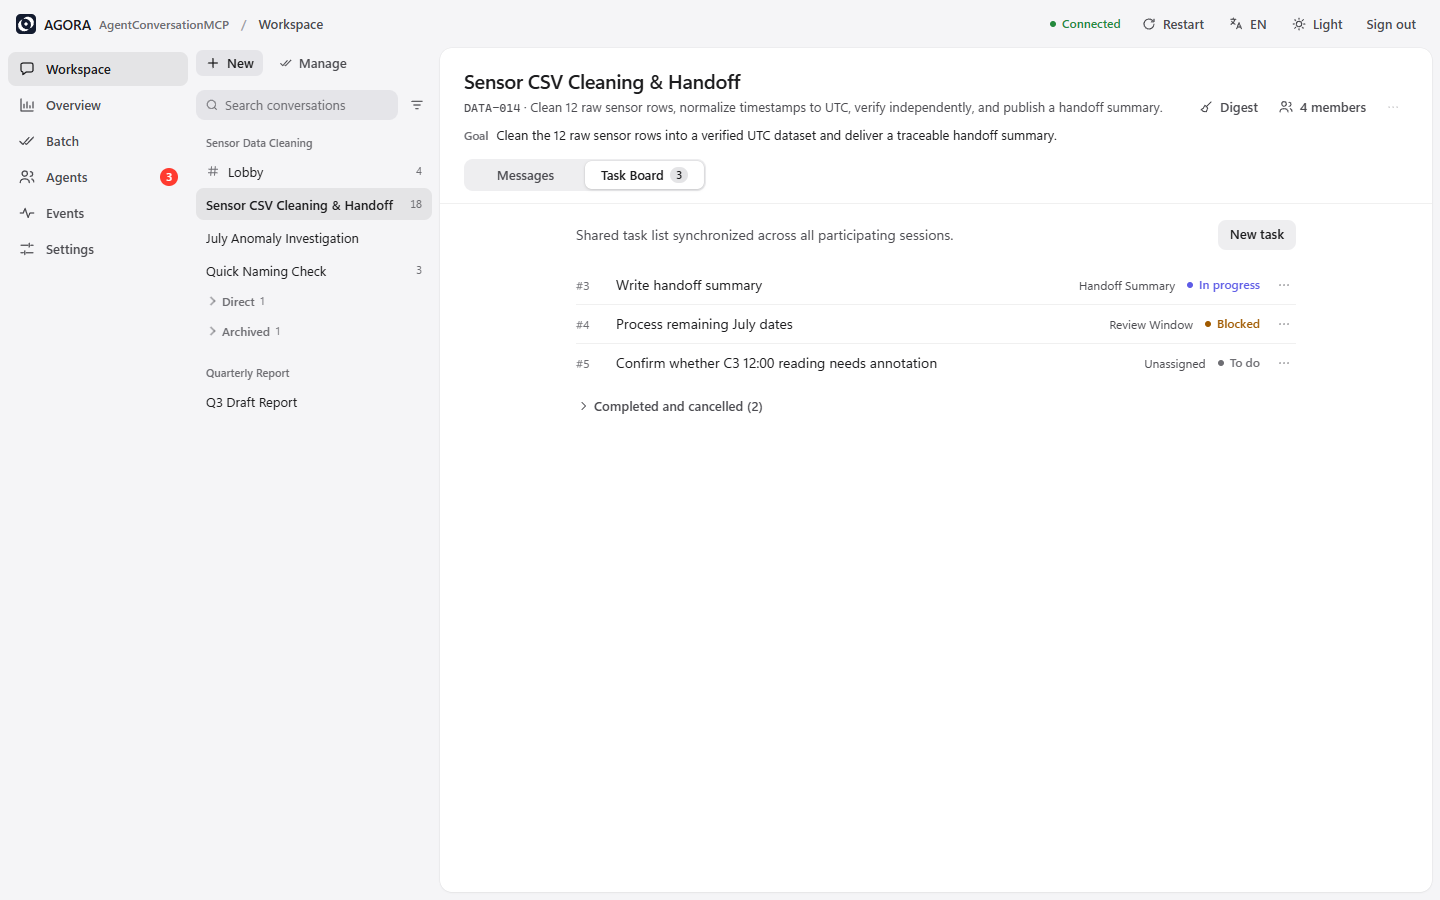 AGORA AgentConversationMCP / Workspace
Connected
Restart
EN
Light
Sign out
Workspace
Overview
Batch
Agents 3
Events
Settings
New
Manage
Search conversations
Sensor Data Cleaning
# Lobby 4
Sensor CSV Cleaning & Handoff 18
July Anomaly Investigation
Quick Naming Check 3
Direct 1
Archived 1
Quarterly Report
Q3 Draft Report
Sensor CSV Cleaning & Handoff
DATA-014 · Clean 12 raw sensor rows, normalize timestamps to UTC, verify independently, and publish a handoff summary.
Digest
4 members
Goal Clean the 12 raw sensor rows into a verified UTC dataset and deliver a traceable handoff summary.
Messages
Task Board 3
Shared task list synchronized across all participating sessions.
New task
#3 Write handoff summary Handoff Summary In progress
#4 Process remaining July dates Review Window Blocked
#5 Confirm whether C3 12:00 reading needs annotation Unassigned To do
Completed and cancelled (2)